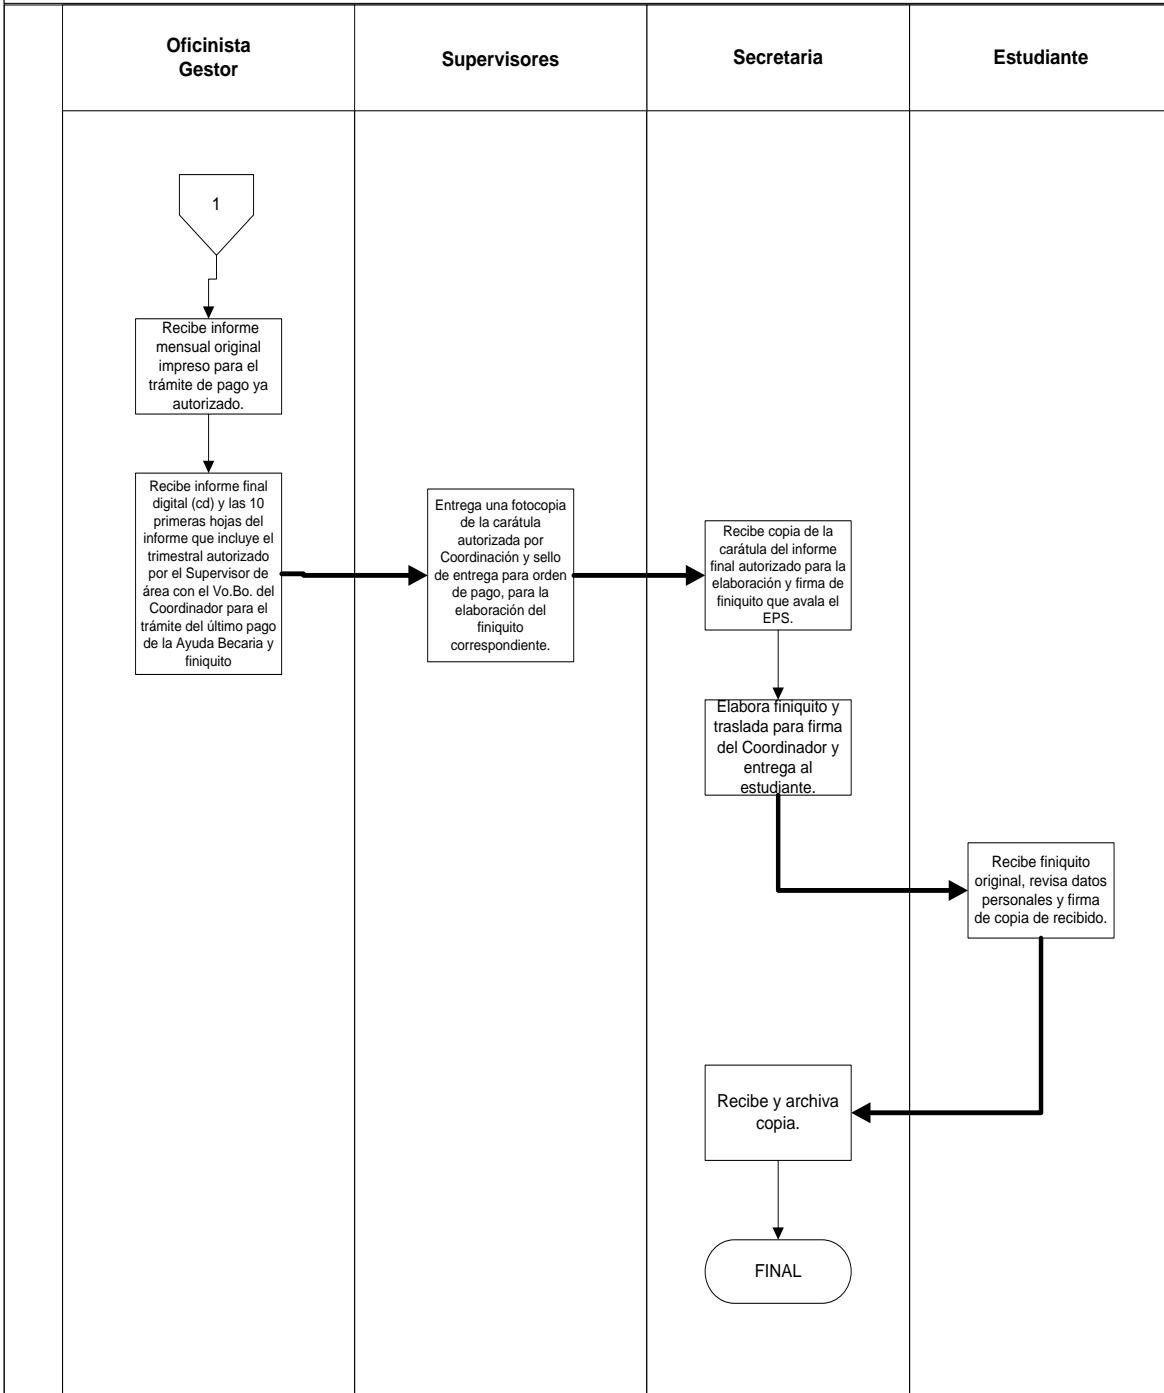 Oficinista
Gestor
Supervisores
Secretaria
Estudiante
1
Recibe informe
mensual original
impreso para el
trámite de pago ya
autorizado.
Recibe informe final
digital (cd) y las 10
primeras hojas del
informe que incluye el
trimestral autorizado
por el Supervisor de
área con el Vo.Bo. del
Coordinador para el
trámite del último pago
de la Ayuda Becaria y
finiquito
Entrega una fotocopia
de la carátula
autorizada por
Coordinación y sello
de entrega para orden
de pago, para la
elaboración del
finiquito
correspondiente.
Recibe copia de la
carátula del informe
final autorizado para la
elaboración y firma de
finiquito que avala el
EPS.
Elabora finiquito y
traslada para firma
del Coordinador y
entrega al
estudiante.
Recibe finiquito
original, revisa datos
personales y firma
de copia de recibido.
Recibe y archiva
copia.
FINAL